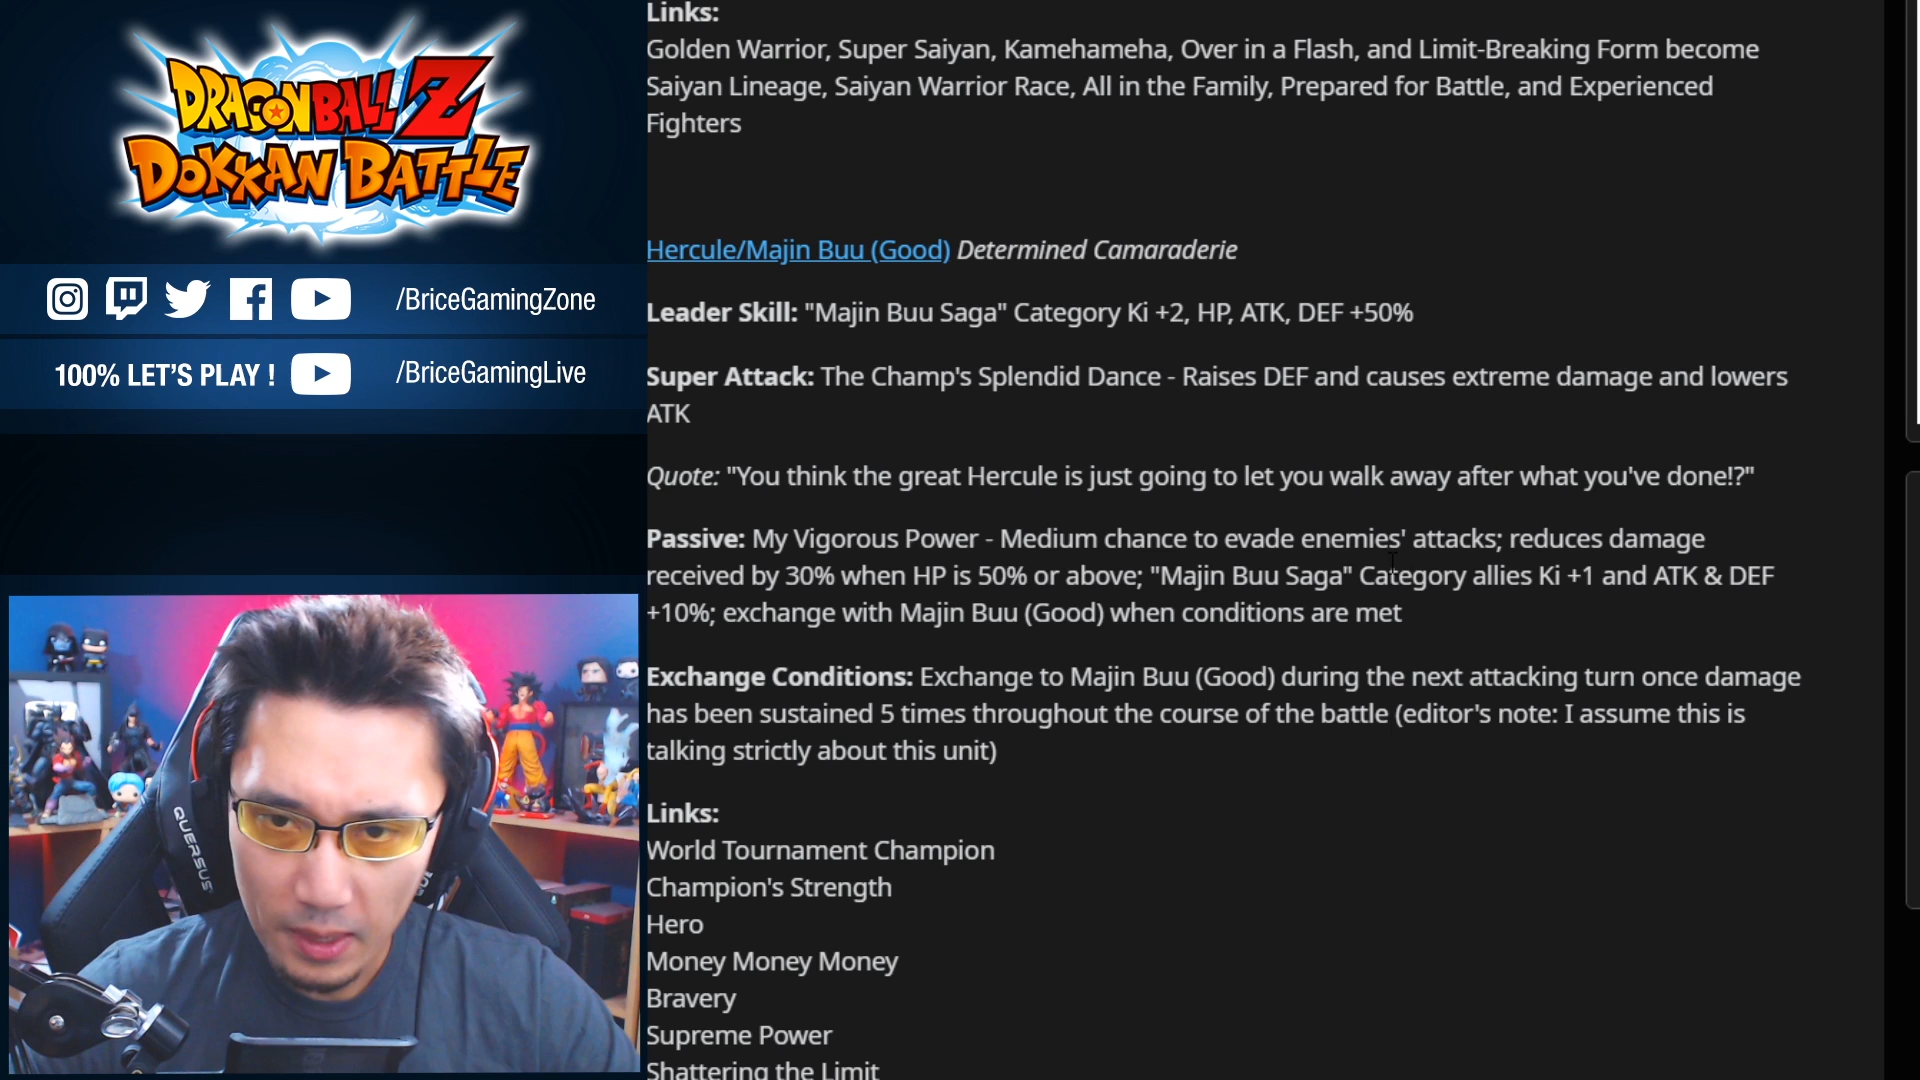 DRAGONBALL Z
DOKKAN BATTLE
/BriceGamingZone
100% LET'S PLAY !
/BriceGamingLive
QUERSUS
Links:
Golden Warrior, Super Saiyan, Kamehameha, Over in a Flash, and Limit-Breaking Form become
Saiyan Lineage, Saiyan Warrior Race, All in the Family, Prepared for Battle, and Experienced
Fighters
Hercule/Majin Buu (Good) Determined Camaraderie
Leader Skill: "Majin Buu Saga" Category Ki +2, HP, ATK, DEF +50%
Super Attack: The Champ's Splendid Dance - Raises DEF and causes extreme damage and lowers
ATK
Quote: "You think the great Hercule is just going to let you walk away after what you've done!?"
Passive: My Vigorous Power - Medium chance to evade enemies' attacks; reduces damage
received by 30% when HP is 50% or above; "Majin Buu Saga" Category allies Ki +1 and ATK & DEF
+10%; exchange with Majin Buu (Good) when conditions are met
Exchange Conditions: Exchange to Majin Buu (Good) during the next attacking turn once damage
has been sustained 5 times throughout the course of the battle (editor's note: I assume this is
talking strictly about this unit)
Links:
World Tournament Champion
Champion's Strength
Hero
Money Money Money
Bravery
Supreme Power
Shattering the Limit